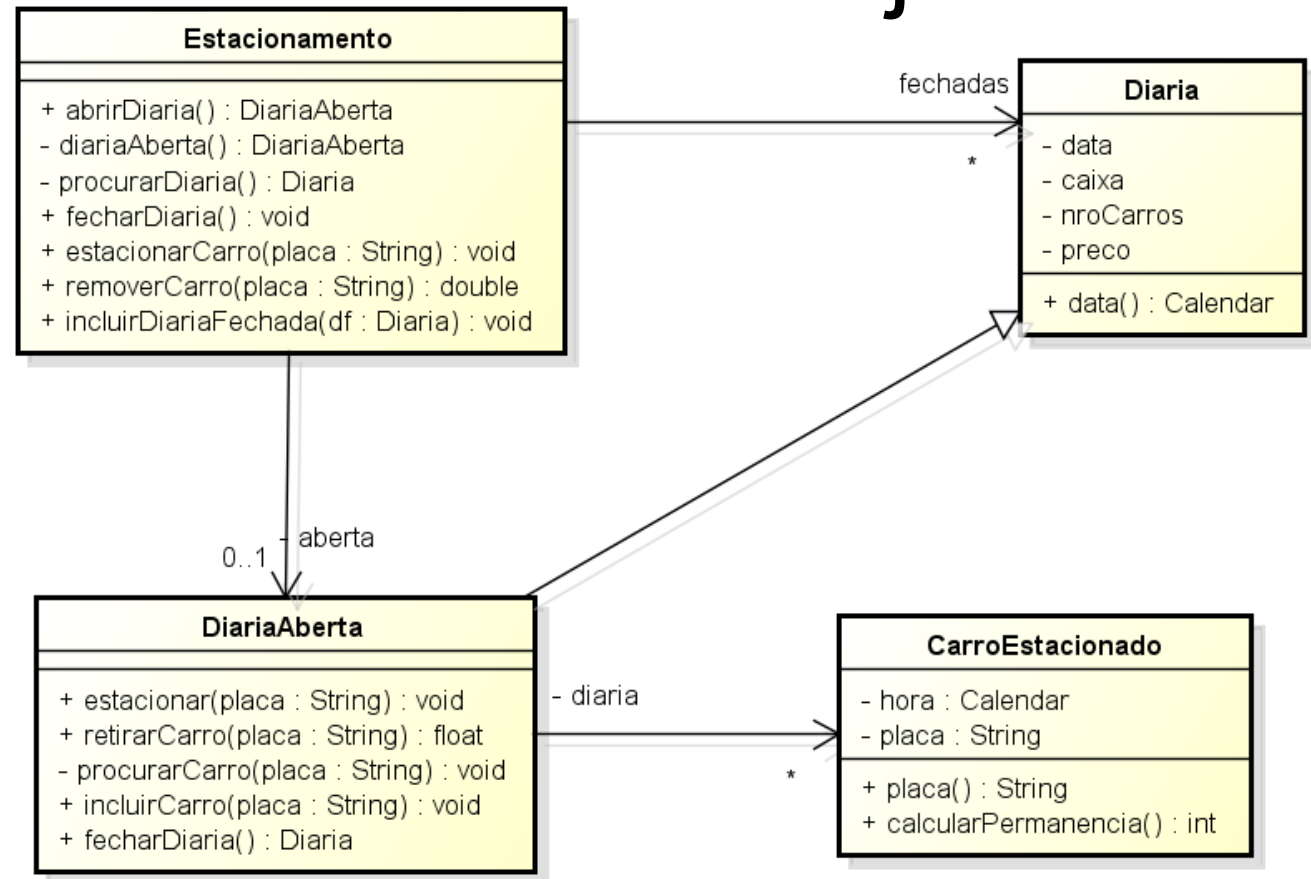 Estacionamento
+ abrirDiaria() : DiariaAberta
- diariaAberta() : DiariaAberta
- procurarDiaria() : Diaria
+ fecharDiaria() : void
+ estacionarCarro(placa : String) : void
+ removerCarro(placa : String) : double
+ incluirDiariaFechada(df : Diaria) : void
fechadas
*
Diaria
- data
- caixa
- nroCarros
- preco
+ data() : Calendar
- aberta
0..1
DiariaAberta
+ estacionar(placa : String) : void
+ retirarCarro(placa : String) : float
- procurarCarro(placa : String) : void
+ incluirCarro(placa : String) : void
+ fecharDiaria() : Diaria
- diaria
*
CarroEstacionado
- hora : Calendar
- placa : String
+ placa() : String
+ calcularPermanencia() : int